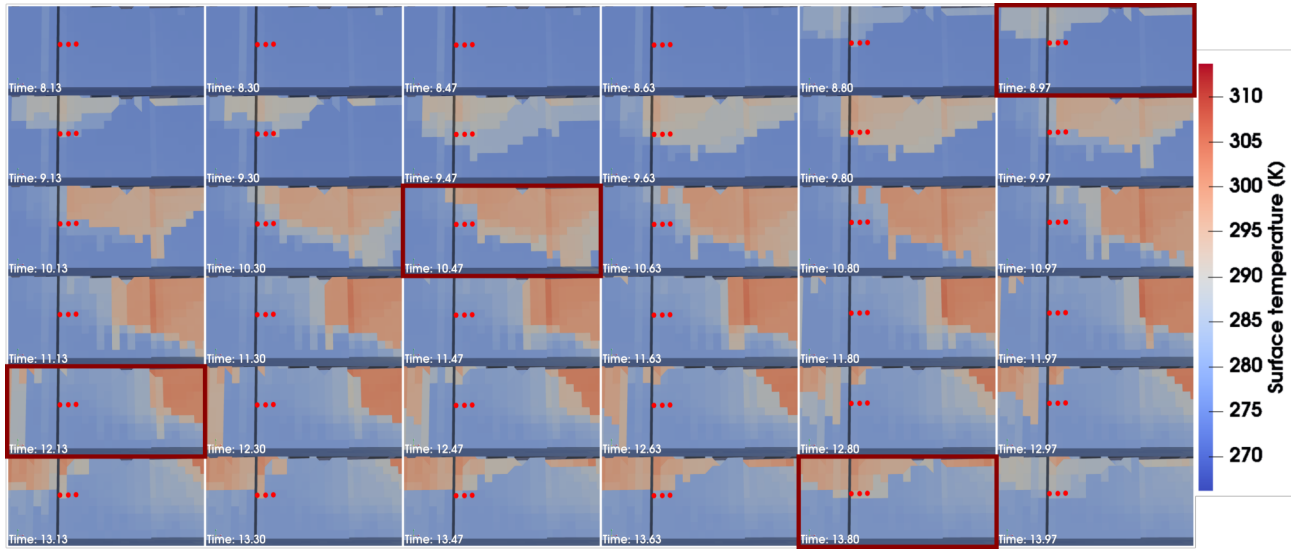 Time: 8.13
Time: 8.30
Time: 8.47
Time: 8.63
Time: 8.80
Time: 8.97
Time: 9.13
Time: 9.30
Time: 9.47
Time: 9.63
Time: 9.80
Time: 9.97
Time: 10.13
Time: 10.30
Time: 10.47
Time: 10.63
Time: 10.80
Time: 10.97
Time: 11.13
Time: 11.30
Time: 11.47
Time: 11.63
Time: 11.80
Time: 11.97
Time: 12.13
Time: 12.30
Time: 12.47
Time: 12.63
Time: 12.80
Time: 12.97
Time: 13.13
Time: 13.30
Time: 13.47
Time: 13.63
Time: 13.80
Time: 13.97
310
305
300
295
290
285
280
275
270
Surface temperature (K)